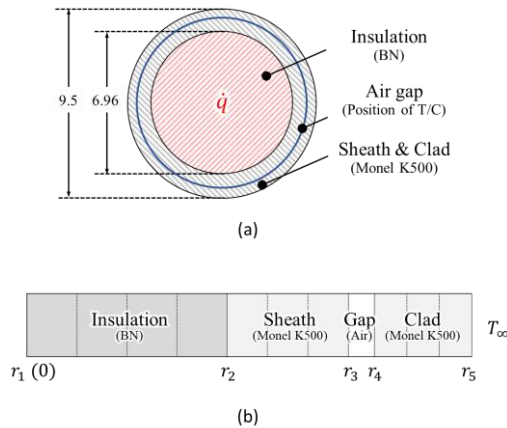 Insulation
(BN)
9.5
6.96
q̇
Air gap
(Position of T/C)
Sheath & Clad
(Monel K500)
(a)
Insulation
(BN)
Sheath
(Monel K500)
Gap
(Air)
Clad
(Monel K500)
T∞
r₁ (0)
r₂
r₃
r₄
r₅
(b)